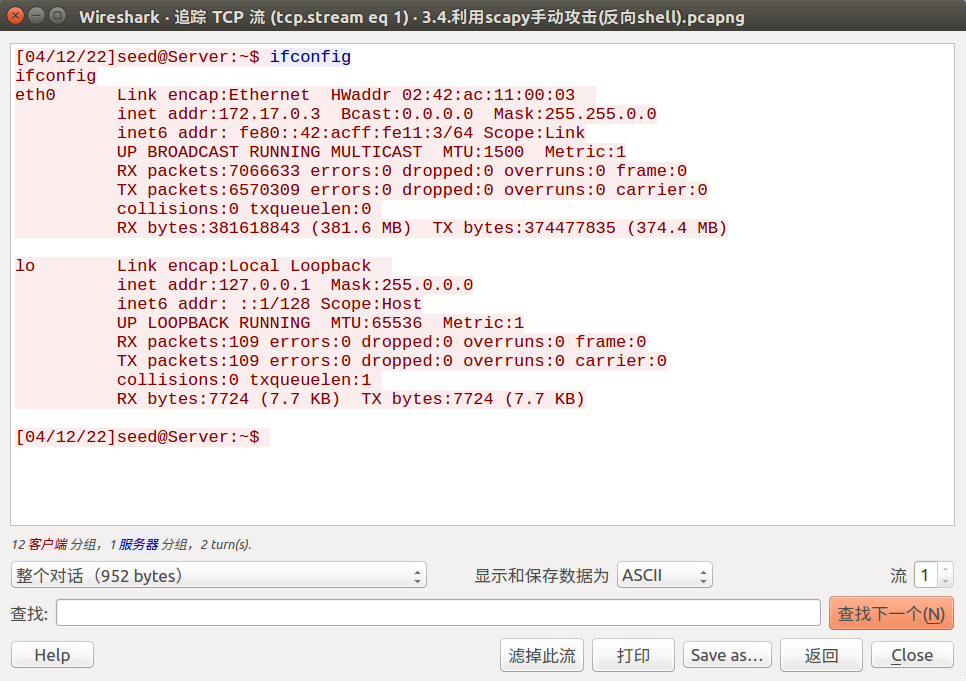 Wireshark · 追踪 TCP 流 (tcp.stream eq 1) · 3.4.利用scapy手动攻击(反向shell).pcapng
[04/12/22]seed@Server:~$ ifconfig
ifconfig
eth0      Link encap:Ethernet  HWaddr 02:42:ac:11:00:03
          inet addr:172.17.0.3  Bcast:0.0.0.0  Mask:255.255.0.0
          inet6 addr: fe80::42:acff:fe11:3/64 Scope:Link
          UP BROADCAST RUNNING MULTICAST  MTU:1500  Metric:1
          RX packets:7066633 errors:0 dropped:0 overruns:0 frame:0
          TX packets:6570309 errors:0 dropped:0 overruns:0 carrier:0
          collisions:0 txqueuelen:0
          RX bytes:381618843 (381.6 MB)  TX bytes:374477835 (374.4 MB)
lo        Link encap:Local Loopback
          inet addr:127.0.0.1  Mask:255.0.0.0
          inet6 addr: ::1/128 Scope:Host
          UP LOOPBACK RUNNING  MTU:65536  Metric:1
          RX packets:109 errors:0 dropped:0 overruns:0 frame:0
          TX packets:109 errors:0 dropped:0 overruns:0 carrier:0
          collisions:0 txqueuelen:1
          RX bytes:7724 (7.7 KB)  TX bytes:7724 (7.7 KB)
[04/12/22]seed@Server:~$
12 客户端 分组，1 服务器 分组，2 turn(s).
整个对话（952 bytes） 显示和保存数据为 ASCII 流 1
查找: 查找下一个(N)
Help 滤掉此流 打印 Save as… 返回 Close